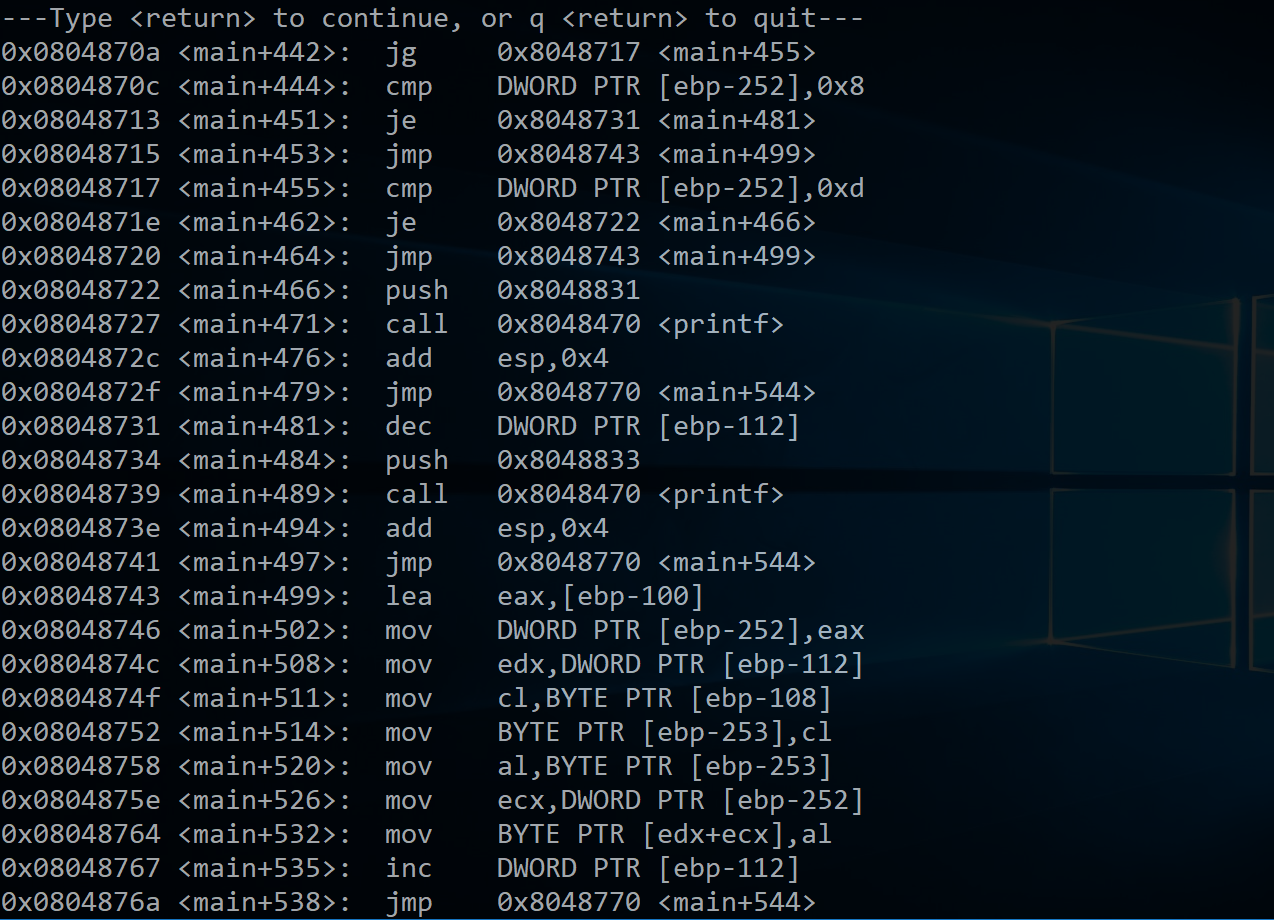 ---Type <return> to continue, or q <return> to quit---
0x0804870a <main+442>:  jg     0x8048717 <main+455>
0x0804870c <main+444>:  cmp    DWORD PTR [ebp-252],0x8
0x08048713 <main+451>:  je     0x8048731 <main+481>
0x08048715 <main+453>:  jmp    0x8048743 <main+499>
0x08048717 <main+455>:  cmp    DWORD PTR [ebp-252],0xd
0x0804871e <main+462>:  je     0x8048722 <main+466>
0x08048720 <main+464>:  jmp    0x8048743 <main+499>
0x08048722 <main+466>:  push   0x8048831
0x08048727 <main+471>:  call   0x8048470 <printf>
0x0804872c <main+476>:  add    esp,0x4
0x0804872f <main+479>:  jmp    0x8048770 <main+544>
0x08048731 <main+481>:  dec    DWORD PTR [ebp-112]
0x08048734 <main+484>:  push   0x8048833
0x08048739 <main+489>:  call   0x8048470 <printf>
0x0804873e <main+494>:  add    esp,0x4
0x08048741 <main+497>:  jmp    0x8048770 <main+544>
0x08048743 <main+499>:  lea    eax,[ebp-100]
0x08048746 <main+502>:  mov    DWORD PTR [ebp-252],eax
0x0804874c <main+508>:  mov    edx,DWORD PTR [ebp-112]
0x0804874f <main+511>:  mov    cl,BYTE PTR [ebp-108]
0x08048752 <main+514>:  mov    BYTE PTR [ebp-253],cl
0x08048758 <main+520>:  mov    al,BYTE PTR [ebp-253]
0x0804875e <main+526>:  mov    ecx,DWORD PTR [ebp-252]
0x08048764 <main+532>:  mov    BYTE PTR [edx+ecx],al
0x08048767 <main+535>:  inc    DWORD PTR [ebp-112]
0x0804876a <main+538>:  jmp    0x8048770 <main+544>